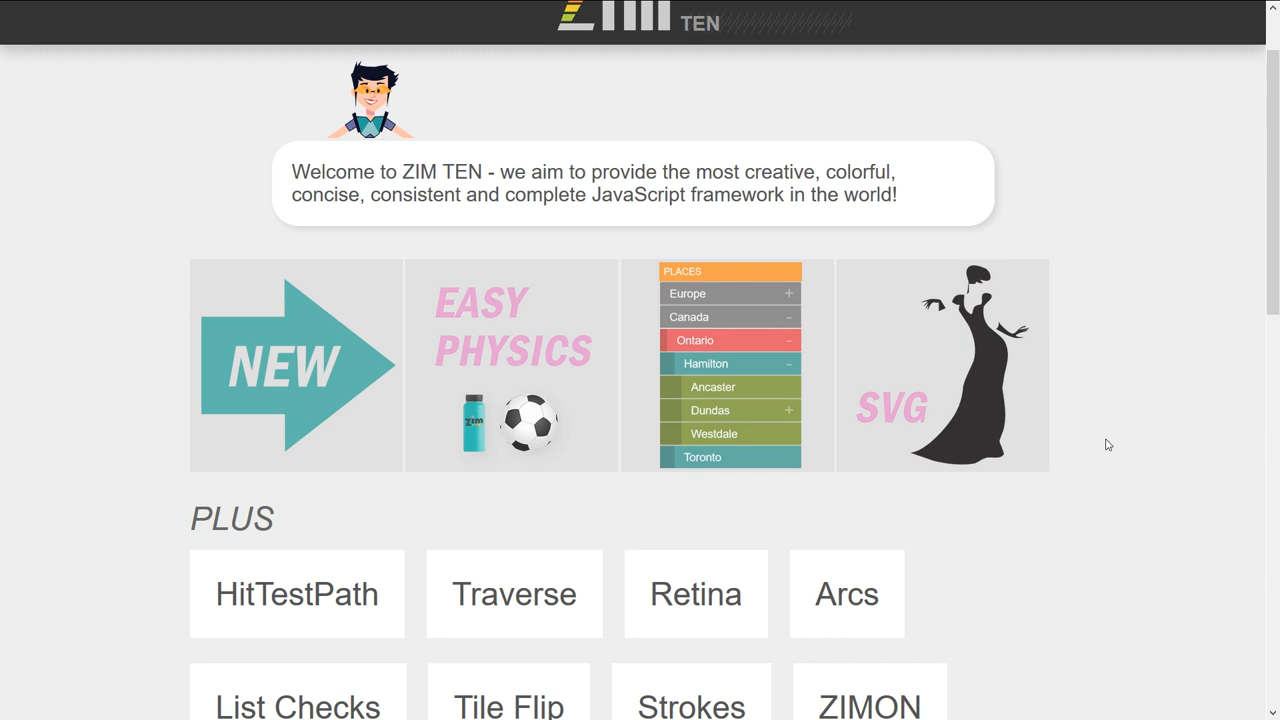 ZIM TEN
Welcome to ZIM TEN - we aim to provide the most creative, colorful,
concise, consistent and complete JavaScript framework in the world!
NEW
EASY
PHYSICS
zim
PLACES
Europe +
Canada -
Ontario -
Hamilton -
Ancaster
Dundas +
Westdale
Toronto
SVG
PLUS
HitTestPath
Traverse
Retina
Arcs
List Checks
Tile Flip
Strokes
ZIMON